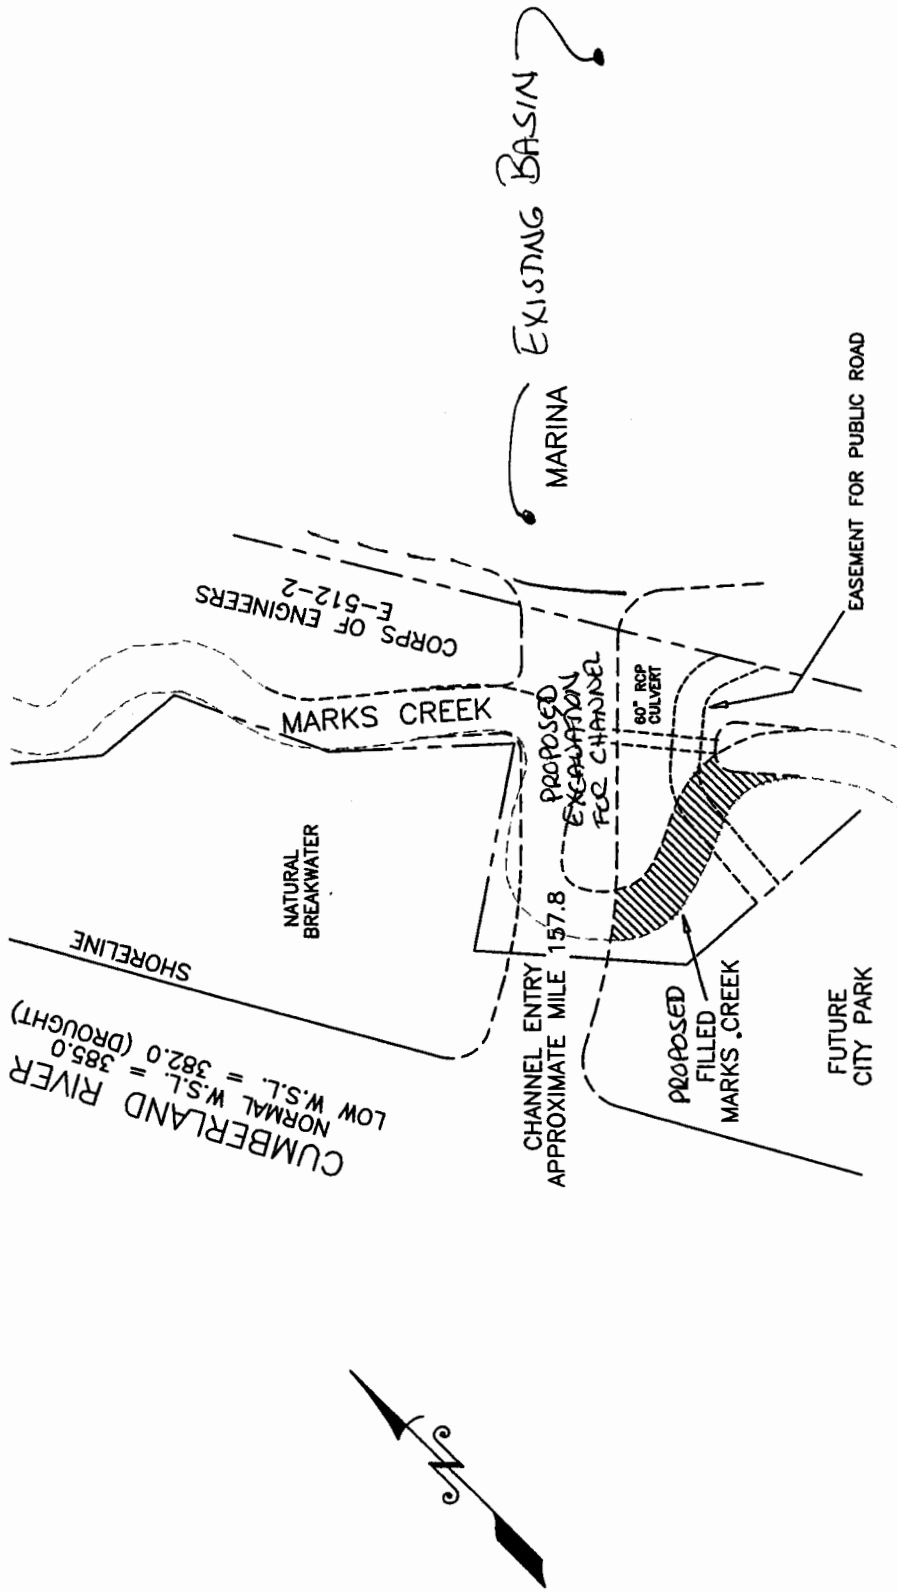 EXISTING BASIN
MARINA
EASEMENT FOR PUBLIC ROAD
CORPS OF ENGINEERS
E-512-2
MARKS CREEK
PROPOSED
EXCAVATION
FOR CHANNEL
60" RCP
CULVERT
NATURAL
BREAKWATER
SHORELINE
CUMBERLAND RIVER
NORMAL W.S.L. = 385.0
LOW W.S.L. = 382.0 (DROUGHT)
CHANNEL ENTRY
APPROXIMATE MILE 157.8
PROPOSED
FILLED
MARKS CREEK
FUTURE
CITY PARK
N